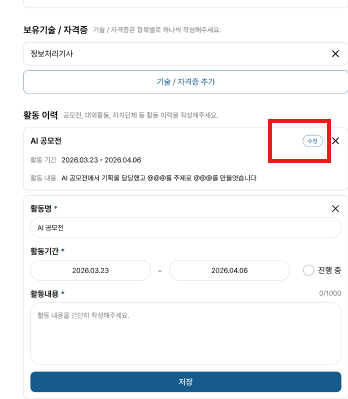 보유기술 / 자격증 기술 / 자격증은 항목별로 하나씩 작성해주세요.
정보처리기사
기술 / 자격증 추가
활동 이력 공모전, 대외활동, 자치단체 등 활동 이력을 작성해주세요.
AI 공모전 수정
활동 기간 2026.03.23 - 2026.04.06
활동 내용 AI 공모전에서 기획를 담당했고 @@@를 주제로 @@@를 만들엇습니다
활동명 *
AI 공모전
활동기간 *
2026.03.23 - 2026.04.06 진행 중
활동내용 * 0/1000
활동 내용을 간단히 작성해주세요.
저장